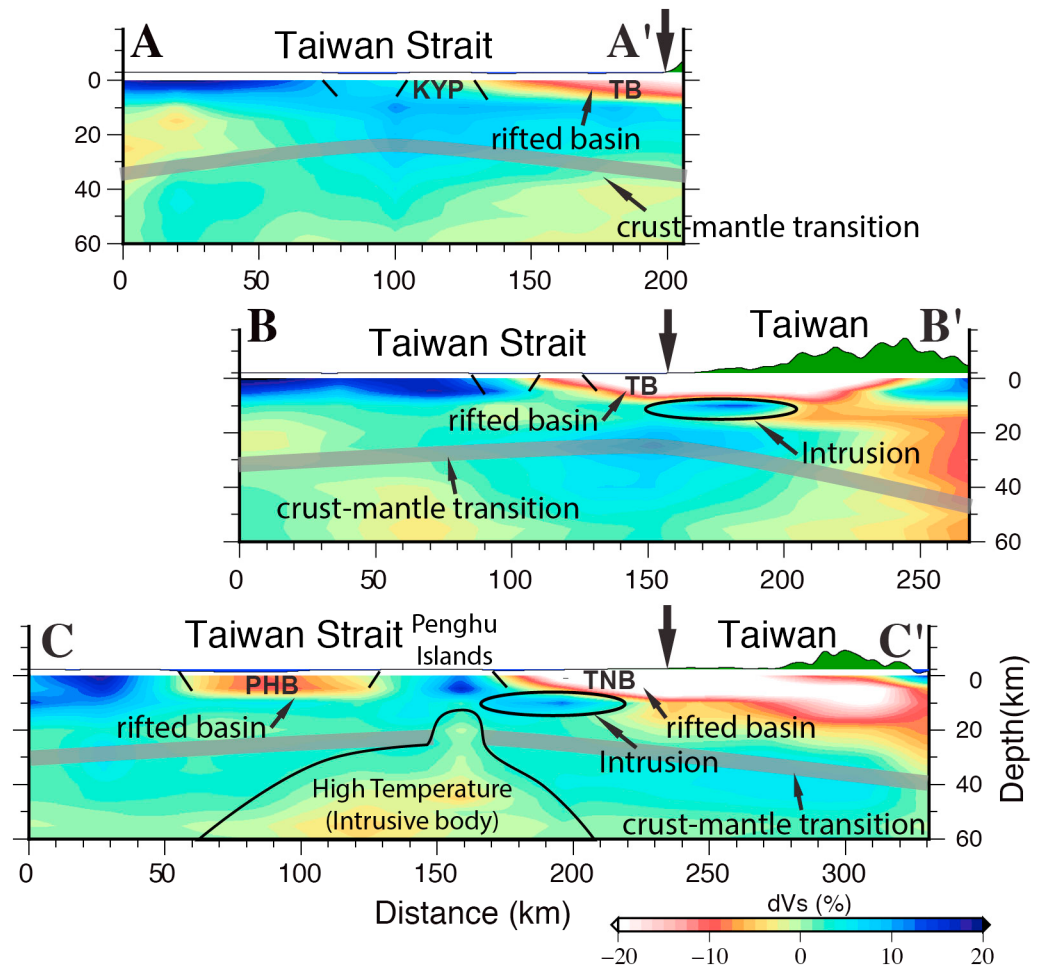 A
Taiwan Strait
A'
0
20
40
60
KYP
TB
rifted basin
crust-mantle transition
0
50
100
150
200
B
Taiwan Strait
Taiwan
B'
TB
rifted basin
Intrusion
crust-mantle transition
0
20
40
60
0
50
100
150
200
250
C
Taiwan Strait
Penghu
Islands
Taiwan
C'
PHB
TNB
rifted basin
rifted basin
Intrusion
High Temperature
(Intrusive body)
crust-mantle transition
0
20
40
60
Depth(km)
0
50
100
150
200
250
300
Distance (km)
dVs (%)
−20
−10
0
10
20